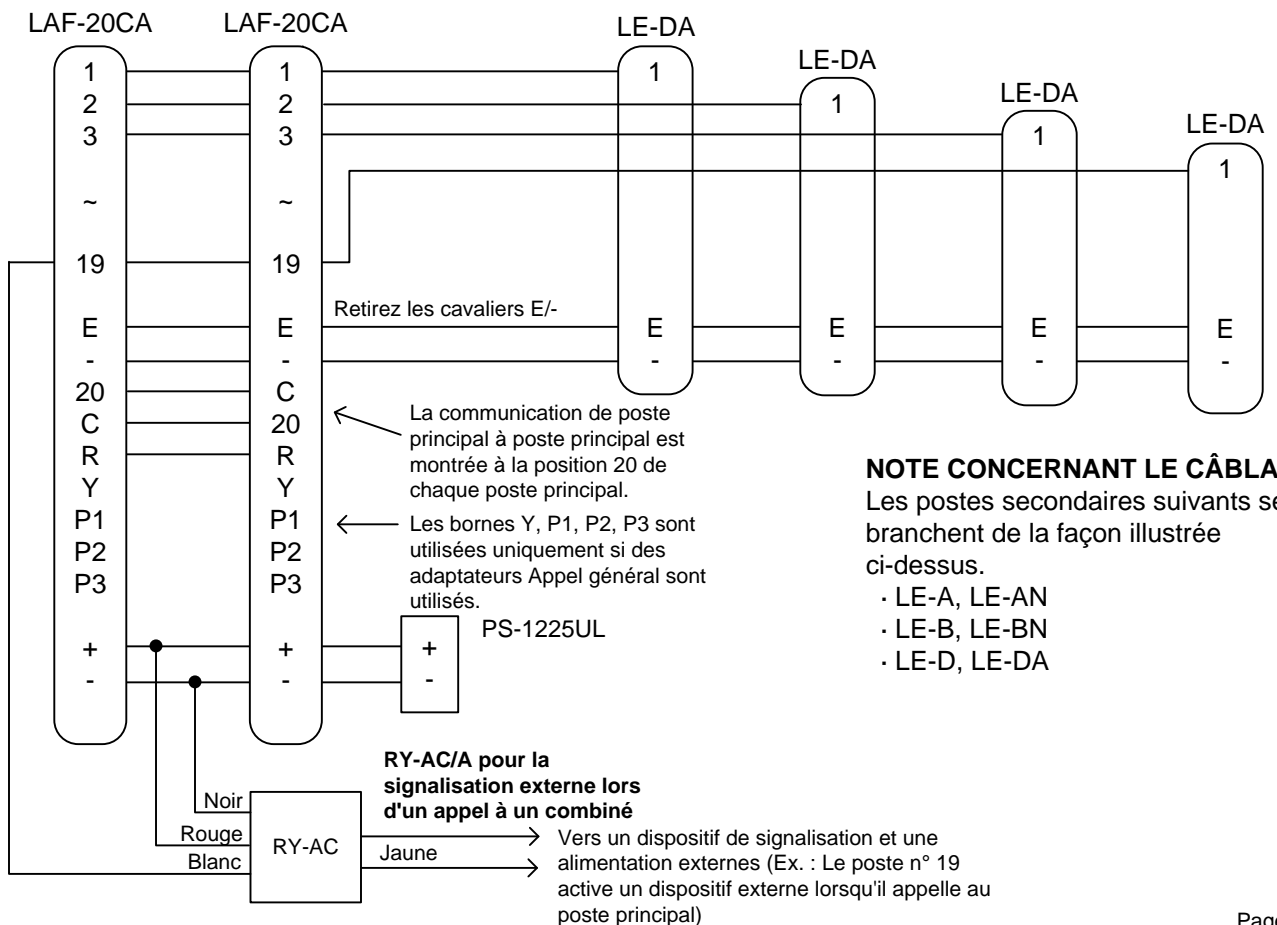 LAF-20CA
LAF-20CA
LE-DA
LE-DA
LE-DA
LE-DA
1
2
3
~
19
E
-
20
C
R
Y
P1
P2
P3
+
-
1
2
3
~
19
E
-
C
20
R
Y
P1
P2
P3
+
-
1
E
-
1
E
-
1
E
-
1
E
-
Retirez les cavaliers E/-
La communication de poste
principal à poste principal est
montrée à la position 20 de
chaque poste principal.
Les bornes Y, P1, P2, P3 sont
utilisées uniquement si des
adaptateurs Appel général sont
utilisés.
+
-
PS-1225UL
NOTE CONCERNANT LE
Les postes secondaires suivants
branchent de la façon illustrée
ci-dessus.
· LE-A, LE-AN
· LE-B, LE-BN
· LE-D, LE-DA
RY-AC/A pour la
signalisation externe lors
d'un appel à un combiné
Noir
Rouge
Blanc
RY-AC
Jaune
Vers un dispositif de signalisation et une
alimentation externes (Ex. : Le poste n° 19
active un dispositif externe lorsqu'il appelle au
poste principal)
Page